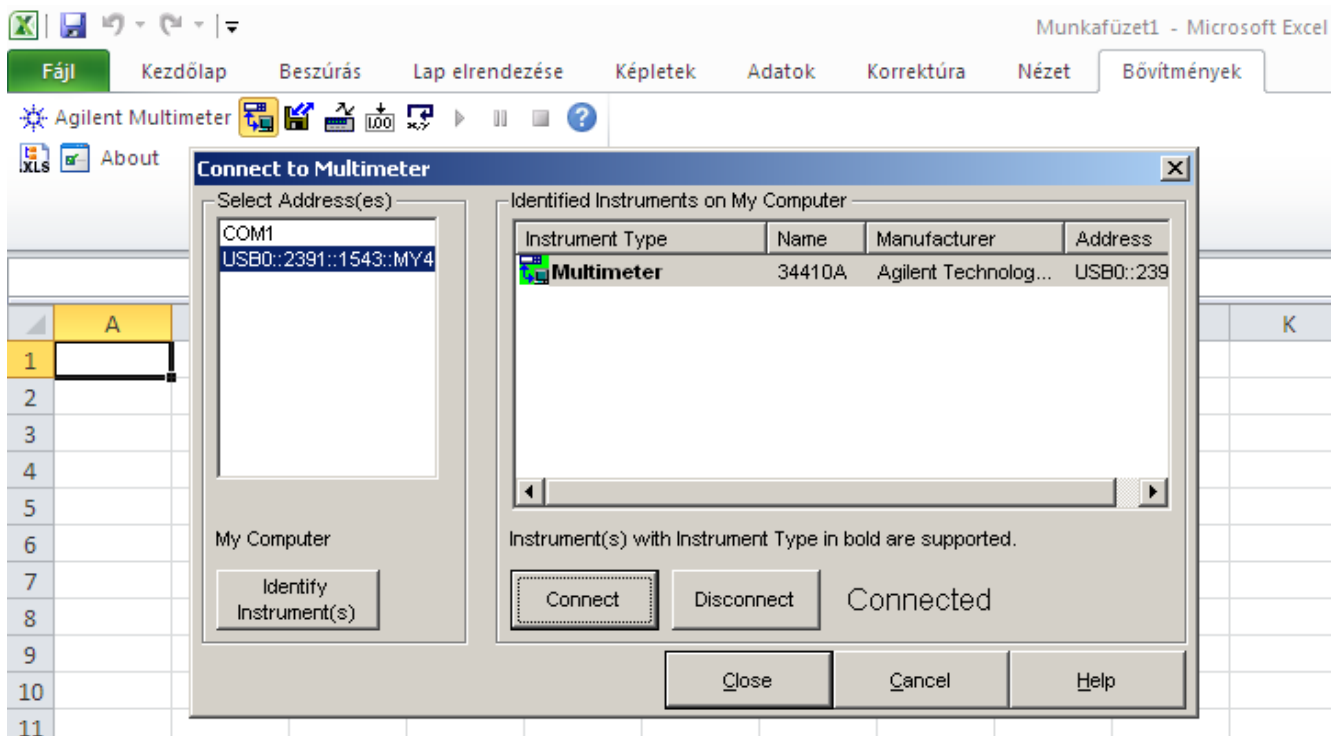 Munkafüzet1 - Microsoft Excel
Fájl Kezdőlap Beszúrás Lap elrendezése Képletek Adatok Korrektúra Nézet Bővítmények
Agilent Multimeter 1.00 x,y
XLS About
Connect to Multimeter
Select Address(es)
COM1
USB0::2391::1543::MY4
My Computer
Identify
Instrument(s)
Identified Instruments on My Computer
Instrument Type Name Manufacturer Address
Multimeter 34410A Agilent Technolog... USB0::239
Instrument(s) with Instrument Type in bold are supported.
Connect Disconnect Connected
Close Cancel Help
A K
1
2
3
4
5
6
7
8
9
10
11